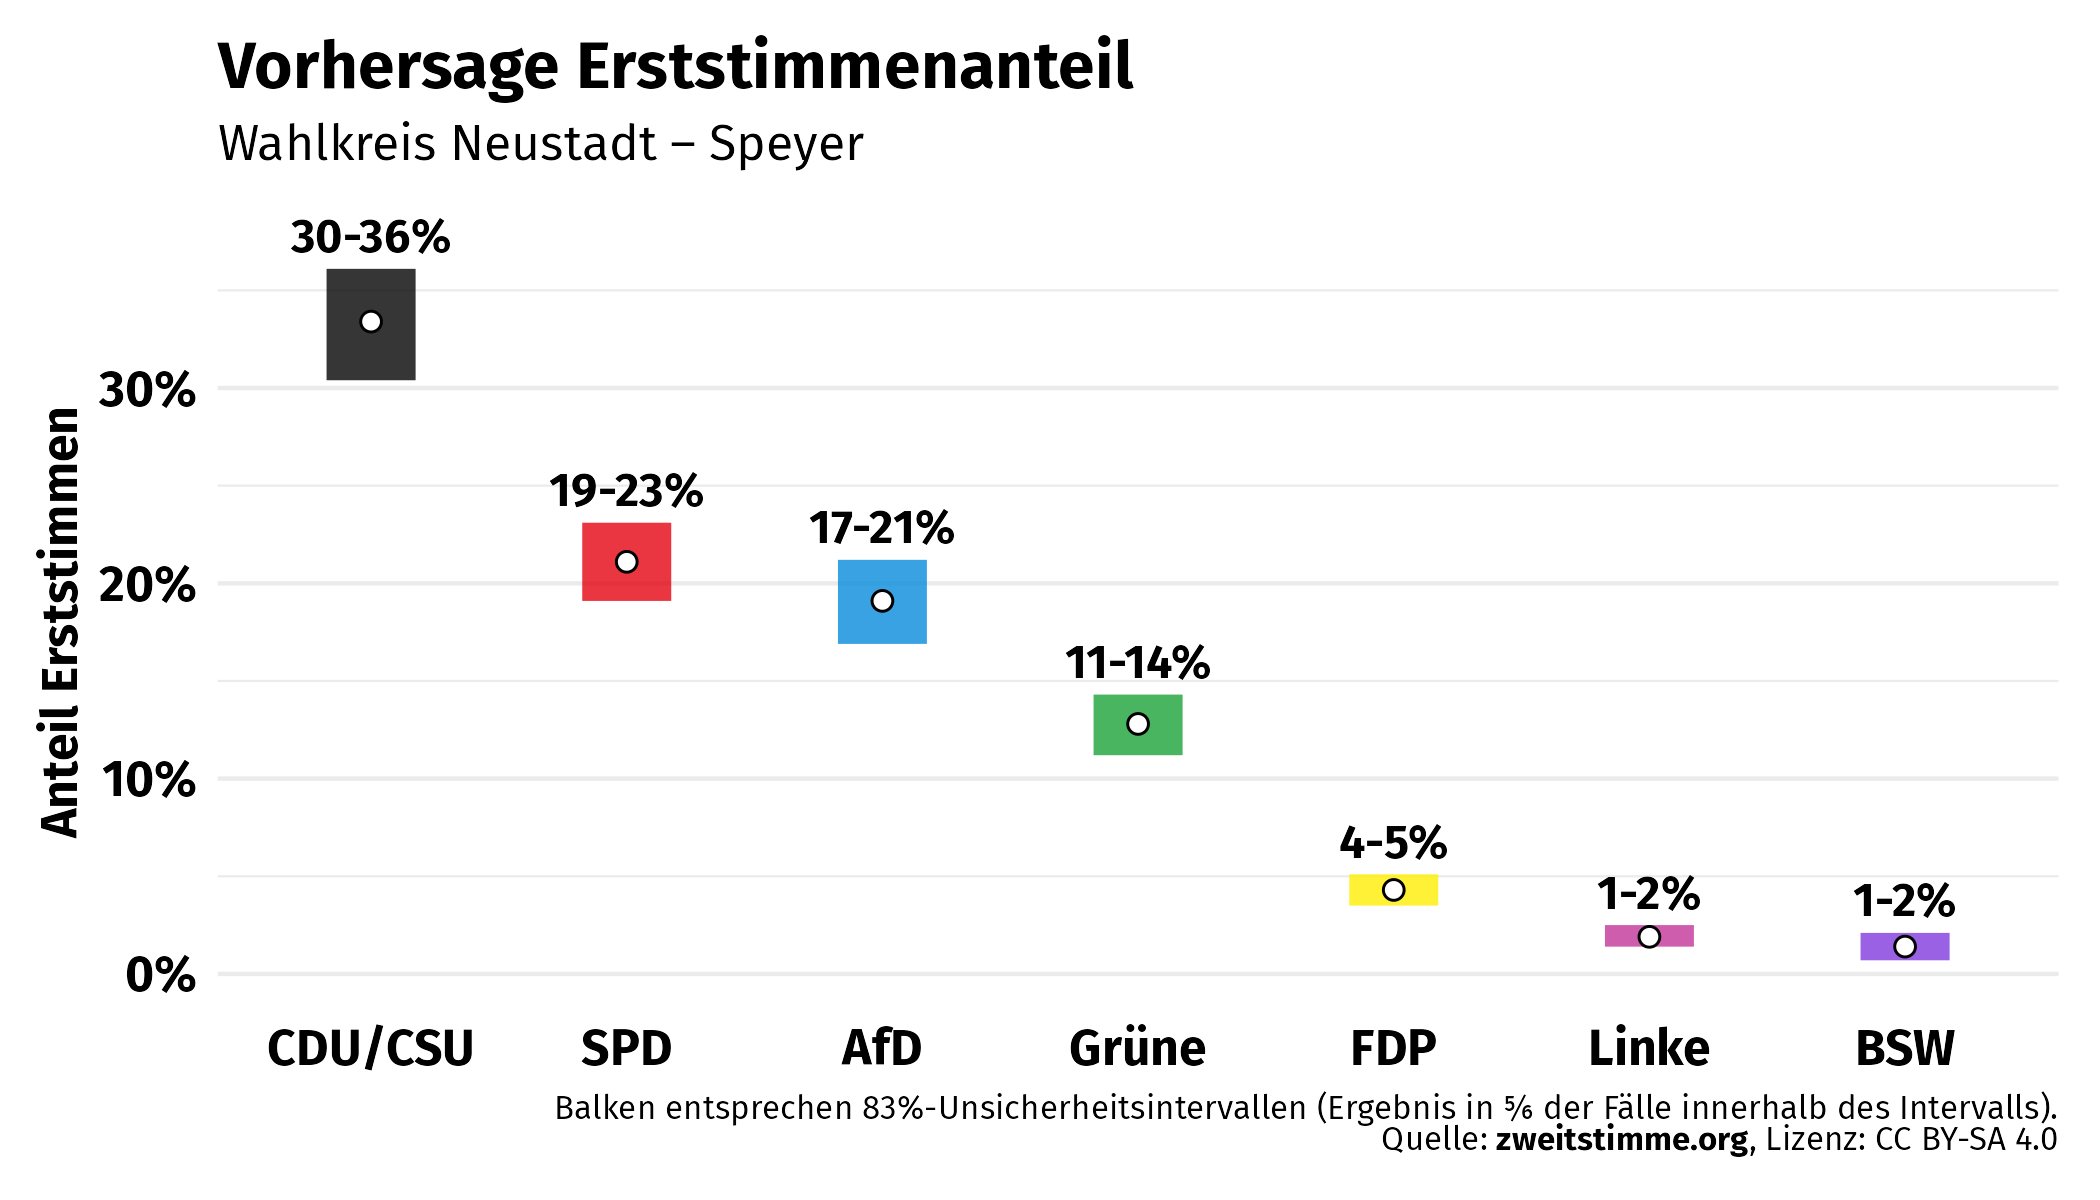 Vorhersage Erststimmenanteil
Wahlkreis Neustadt – Speyer
30-36%
19-23%
17-21%
11-14%
4-5%
1-2%
1-2%
Anteil Erststimmen
30%
20%
10%
0%
CDU/CSU
SPD
AfD
Grüne
FDP
Linke
BSW
Balken entsprechen 83%-Unsicherheitsintervallen (Ergebnis in ⅚ der Fälle innerhalb des Intervalls).
Quelle: zweitstimme.org, Lizenz: CC BY-SA 4.0